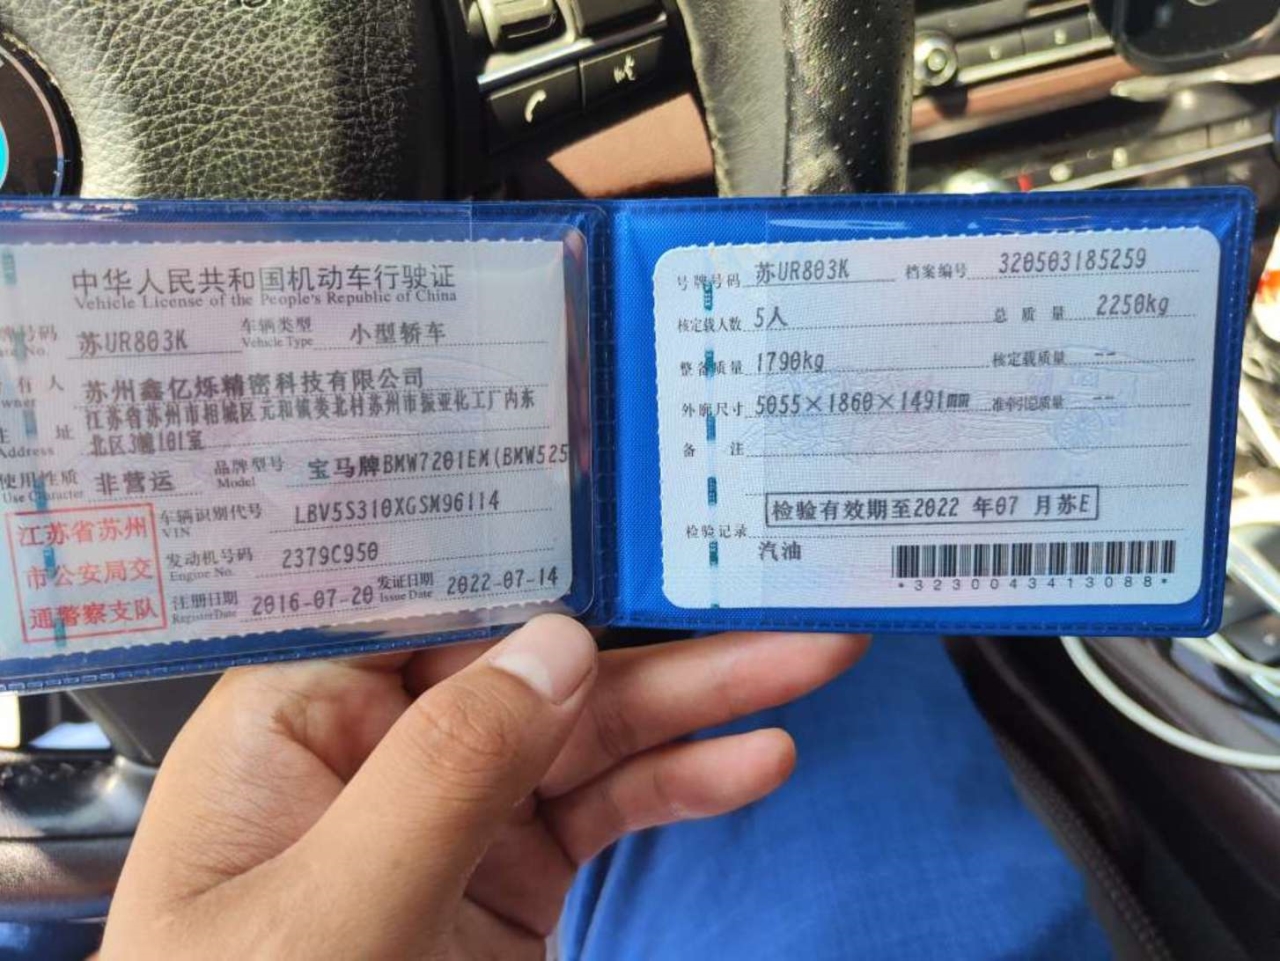 中华人民共和国机动车行驶证
Vehicle License of the People's Republic of China
牌号码 苏UR803K 车辆类型 小型轿车
No. Vehicle Type
有人 苏州鑫亿烁精密科技有限公司
wner
址 江苏省苏州市相城区元和镇娄北村苏州市振亚化工厂内东
Address 北区3幢101室
使用性质 非营运 品牌型号 宝马牌BMW7201EM(BMW525
Use Character Model
车辆识别代号 LBV5S310XGSM96114
VIN
发动机号码 2379C950
Engine No.
注册日期 2016-07-20 发证日期 2022-07-14
Register Date Issue Date
江苏省苏州
市公安局交
通警察支队
号牌号码 苏UR803K 档案编号 320503185259
核定载人数 5人 总质量 2250kg
整备质量 1790kg 核定载质量 --
外廓尺寸 5055×1860×1491mm 准牵引总质量 --
备注
检验有效期至2022 年07 月苏E
检验记录
汽油
*3230043413088*